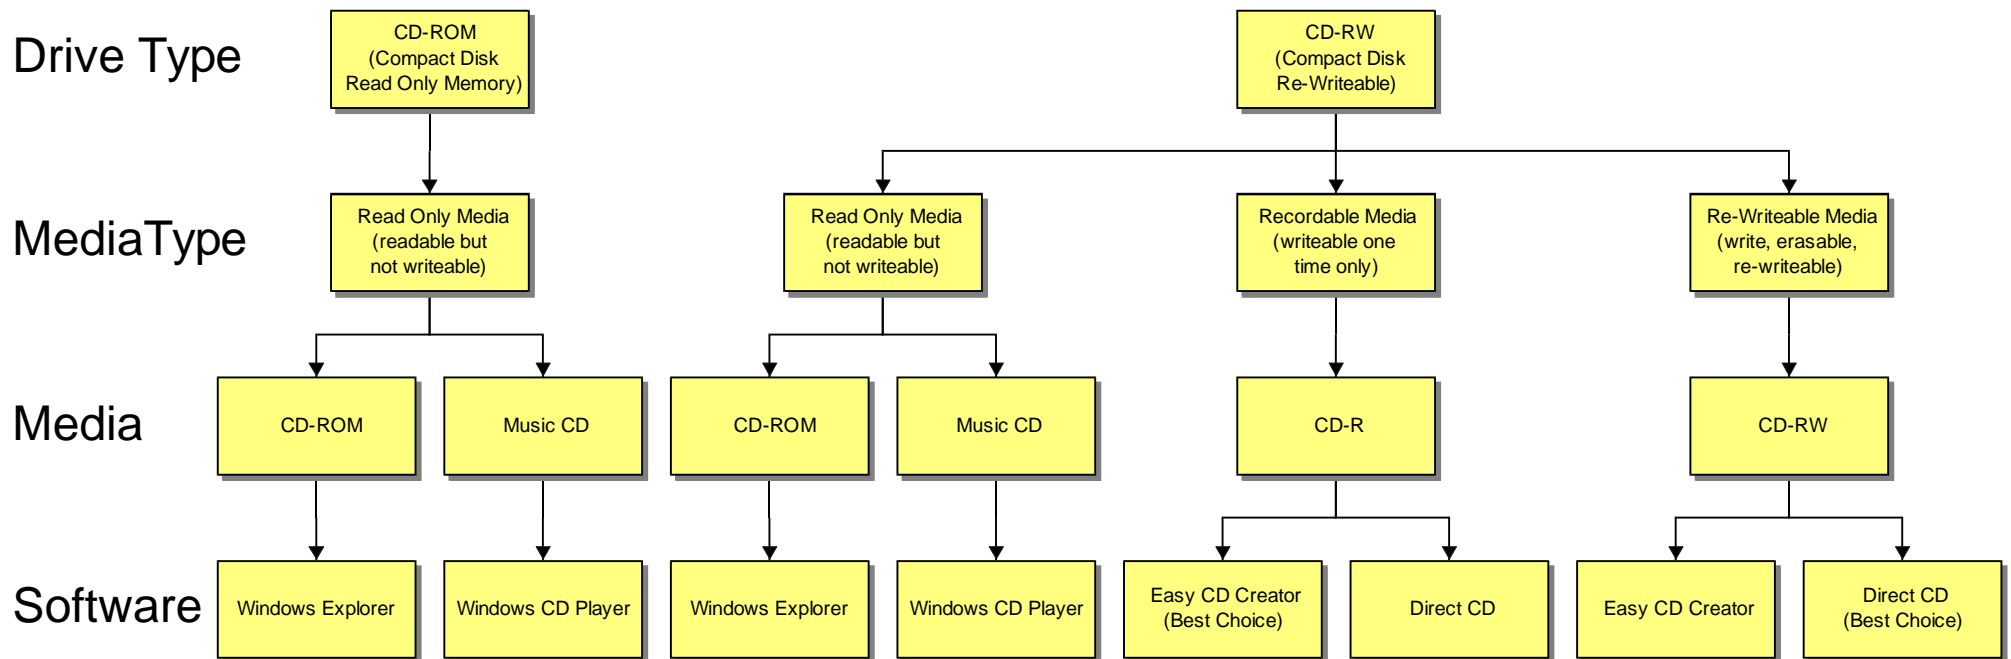 Drive Type
CD-ROM
(Compact Disk
Read Only Memory)
CD-RW
(Compact Disk
Re-Writeable)
MediaType
Read Only Media
(readable but
not writeable)
Read Only Media
(readable but
not writeable)
Recordable Media
(writeable one
time only)
Re-Writeable Media
(write, erasable,
re-writeable)
Media
CD-ROM
Music CD
CD-ROM
Music CD
CD-R
CD-RW
Software
Windows Explorer
Windows CD Player
Windows Explorer
Windows CD Player
Easy CD Creator
(Best Choice)
Direct CD
Easy CD Creator
Direct CD
(Best Choice)